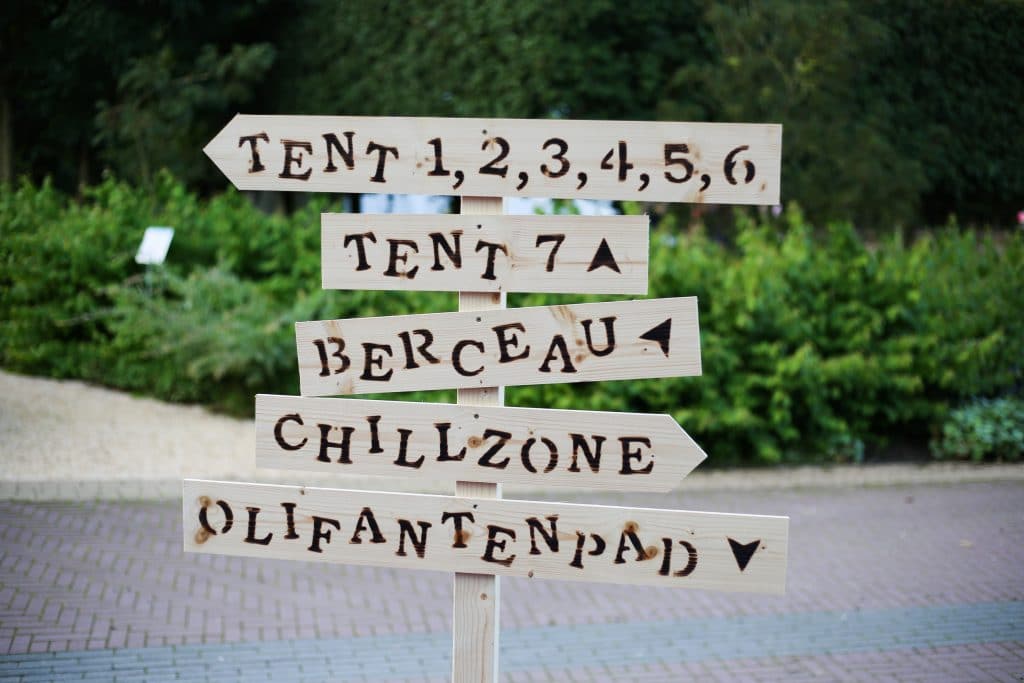 TENT 1,2,3,4,5,6
TENT 7
BERCEAU
CHILLZONE
OLIFANTENPAD